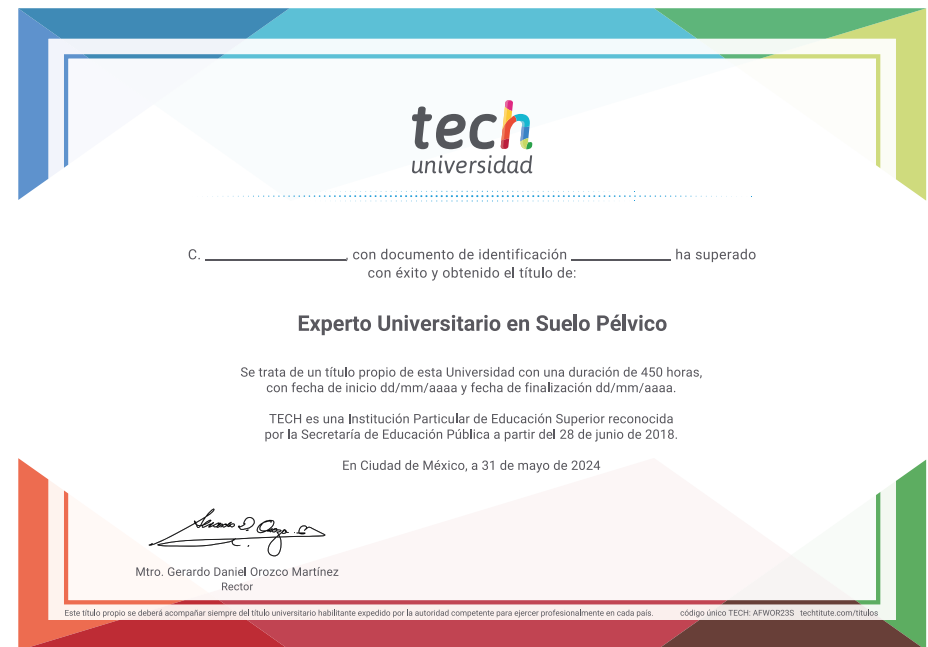 tech
universidad
C. ____________________, con documento de identificación ______________ ha superado
con éxito y obtenido el título de:
Experto Universitario en Suelo Pélvico
Se trata de un título propio de esta Universidad con una duración de 450 horas,
con fecha de inicio dd/mm/aaaa y fecha de finalización dd/mm/aaaa.
TECH es una Institución Particular de Educación Superior reconocida
por la Secretaría de Educación Pública a partir del 28 de junio de 2018.
En Ciudad de México, a 31 de mayo de 2024
Mtro. Gerardo Daniel Orozco Martínez
Rector
Este título propio se deberá acompañar siempre del título universitario habilitante expedido por la autoridad competente para ejercer profesionalmente en cada país. código único TECH: AFWOR23S techtitute.com/titulos